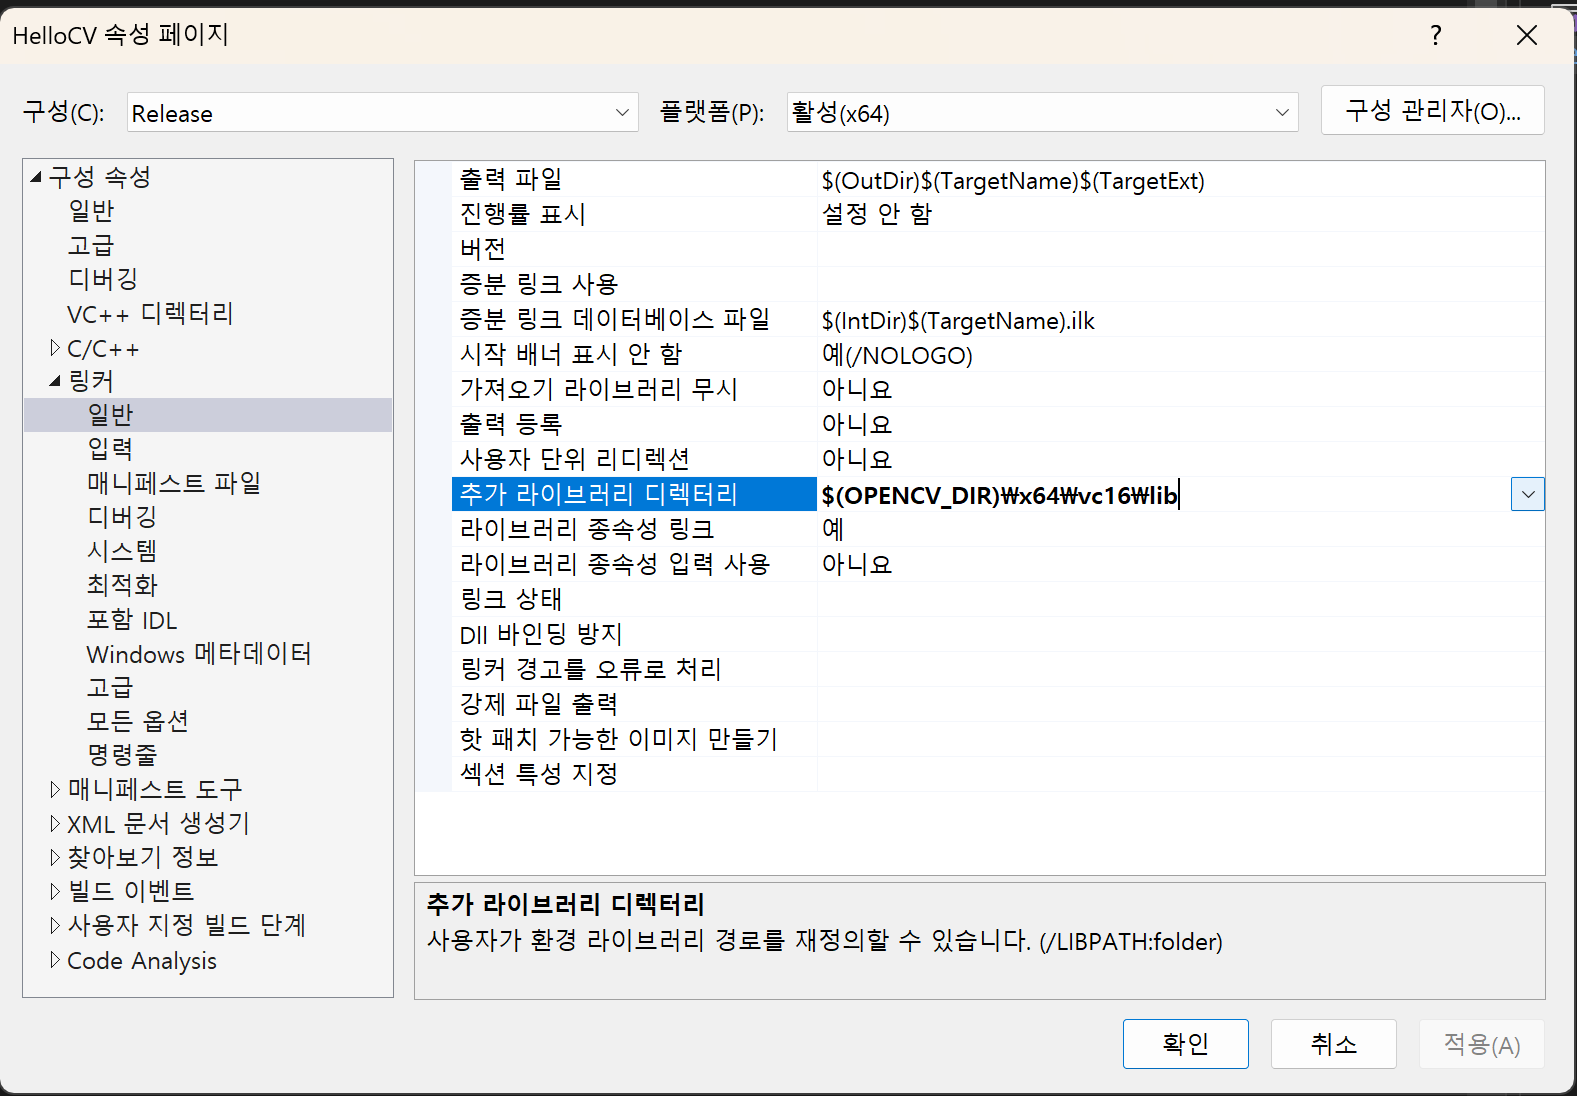 HelloCV 속성 페이지
?
구성(C):
Release
플랫폼(P):
활성(x64)
구성 관리자(O)...
구성 속성
일반
고급
디버깅
VC++ 디렉터리
C/C++
링커
일반
입력
매니페스트 파일
디버깅
시스템
최적화
포함 IDL
Windows 메타데이터
고급
모든 옵션
명령줄
매니페스트 도구
XML 문서 생성기
찾아보기 정보
빌드 이벤트
사용자 지정 빌드 단계
Code Analysis
출력 파일 $(OutDir)$(TargetName)$(TargetExt)
진행률 표시 설정 안 함
버전
증분 링크 사용
증분 링크 데이터베이스 파일 $(IntDir)$(TargetName).ilk
시작 배너 표시 안 함 예(/NOLOGO)
가져오기 라이브러리 무시 아니요
출력 등록 아니요
사용자 단위 리디렉션 아니요
추가 라이브러리 디렉터리 $(OPENCV_DIR)₩x64₩vc16₩lib
라이브러리 종속성 링크 예
라이브러리 종속성 입력 사용 아니요
링크 상태
Dll 바인딩 방지
링커 경고를 오류로 처리
강제 파일 출력
핫 패치 가능한 이미지 만들기
섹션 특성 지정
추가 라이브러리 디렉터리
사용자가 환경 라이브러리 경로를 재정의할 수 있습니다. (/LIBPATH:folder)
확인
취소
적용(A)